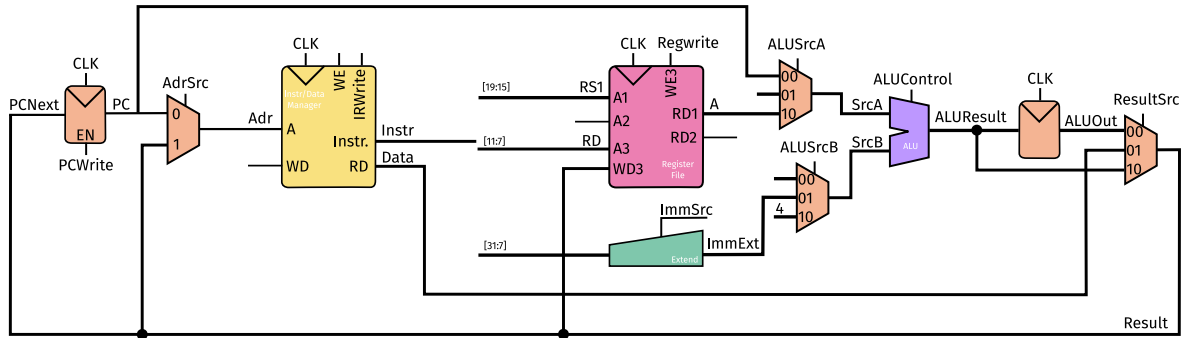 PCNext
CLK
EN
PCWrite
PC
AdrSrc
0
1
Adr
CLK
WE
IRWrite
Instr/Data
Manager
A
Instr.
WD
RD
Instr
Data
[19:15]
RS1
[11:7]
RD
CLK
Regwrite
WE3
A1
A2
A3
WD3
RD1
RD2
Register
File
A
[31:7]
ImmSrc
Extend
ImmExt
ALUSrcA
00
01
10
SrcA
ALUSrcB
00
01
10
4
SrcB
ALUControl
ALU
ALUResult
CLK
ALUOut
ResultSrc
00
01
10
Result